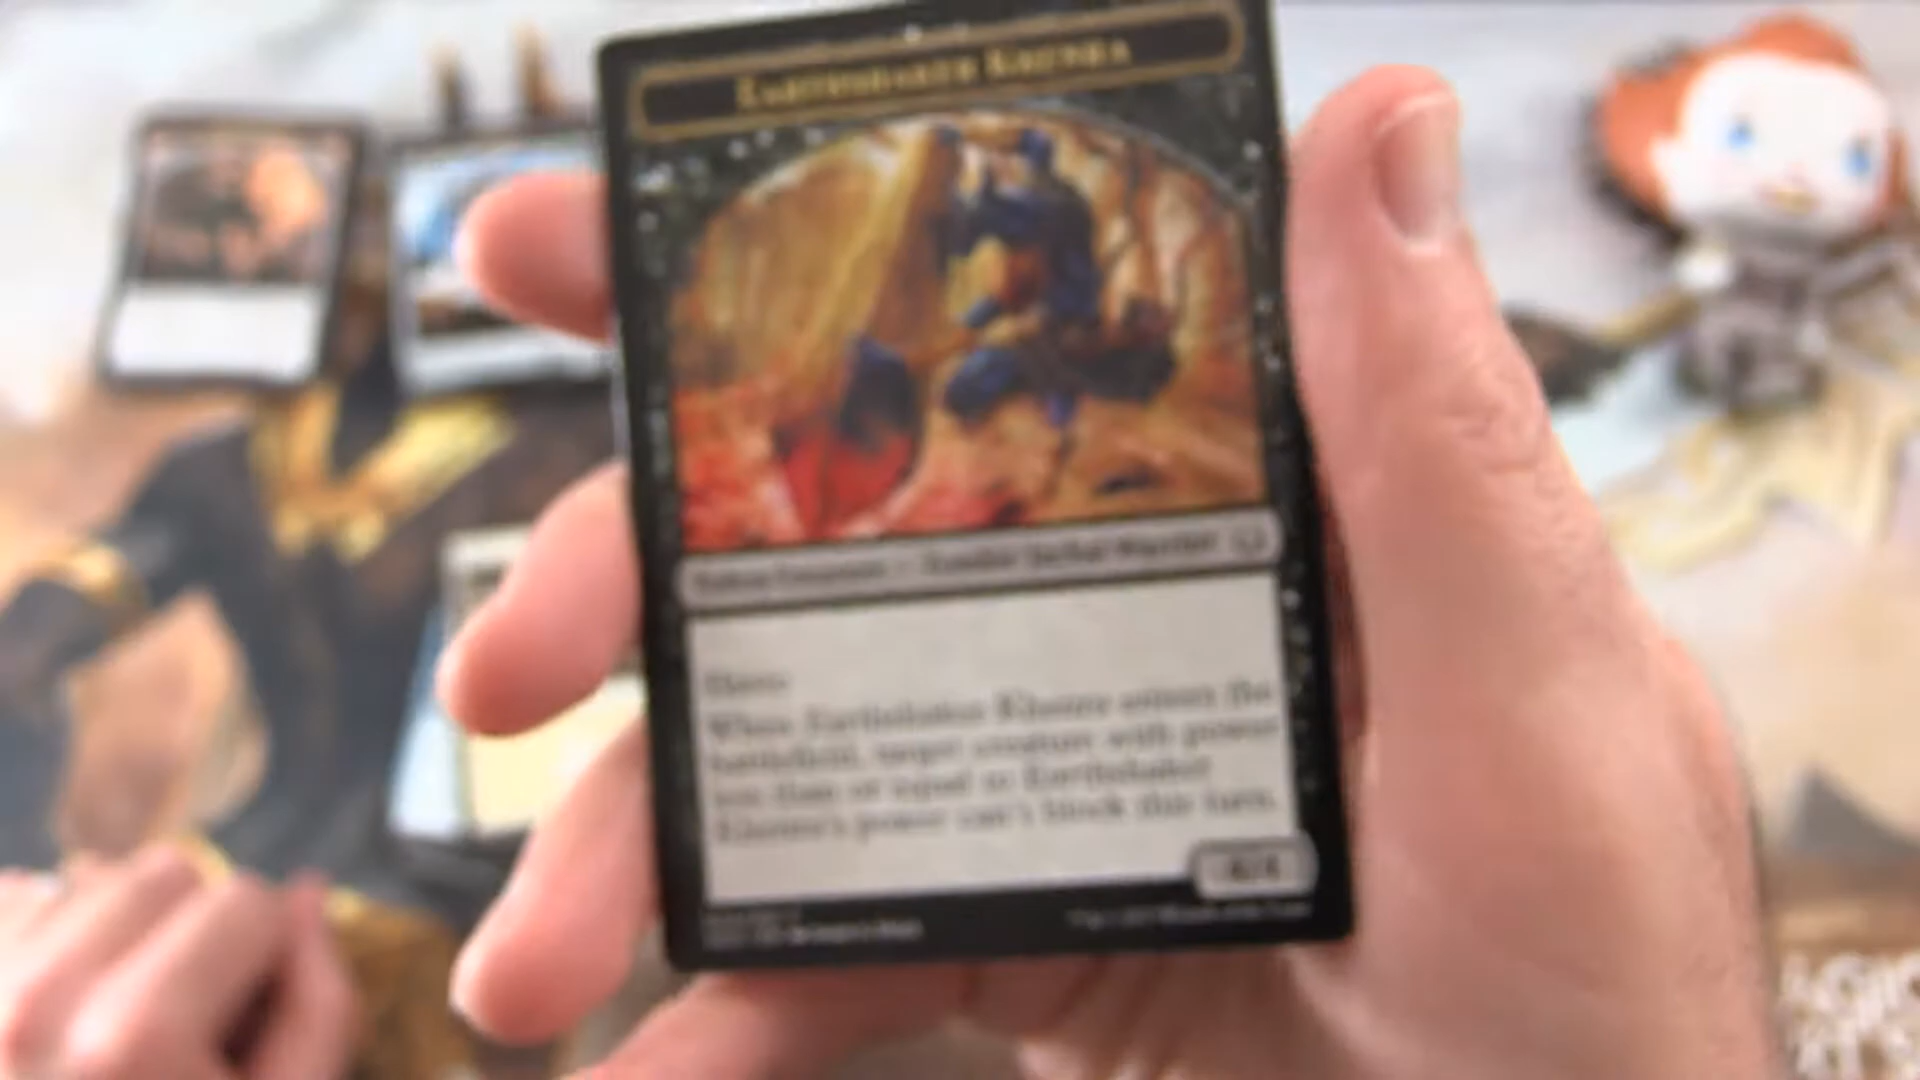 EARTHSHAKER KHENRA
Token Creature — Zombie Jackal Warrior
Haste
When Earthshaker Khenra enters the
battlefield, target creature with power
less than or equal to Earthshaker
Khenra's power can't block this turn.
4/4